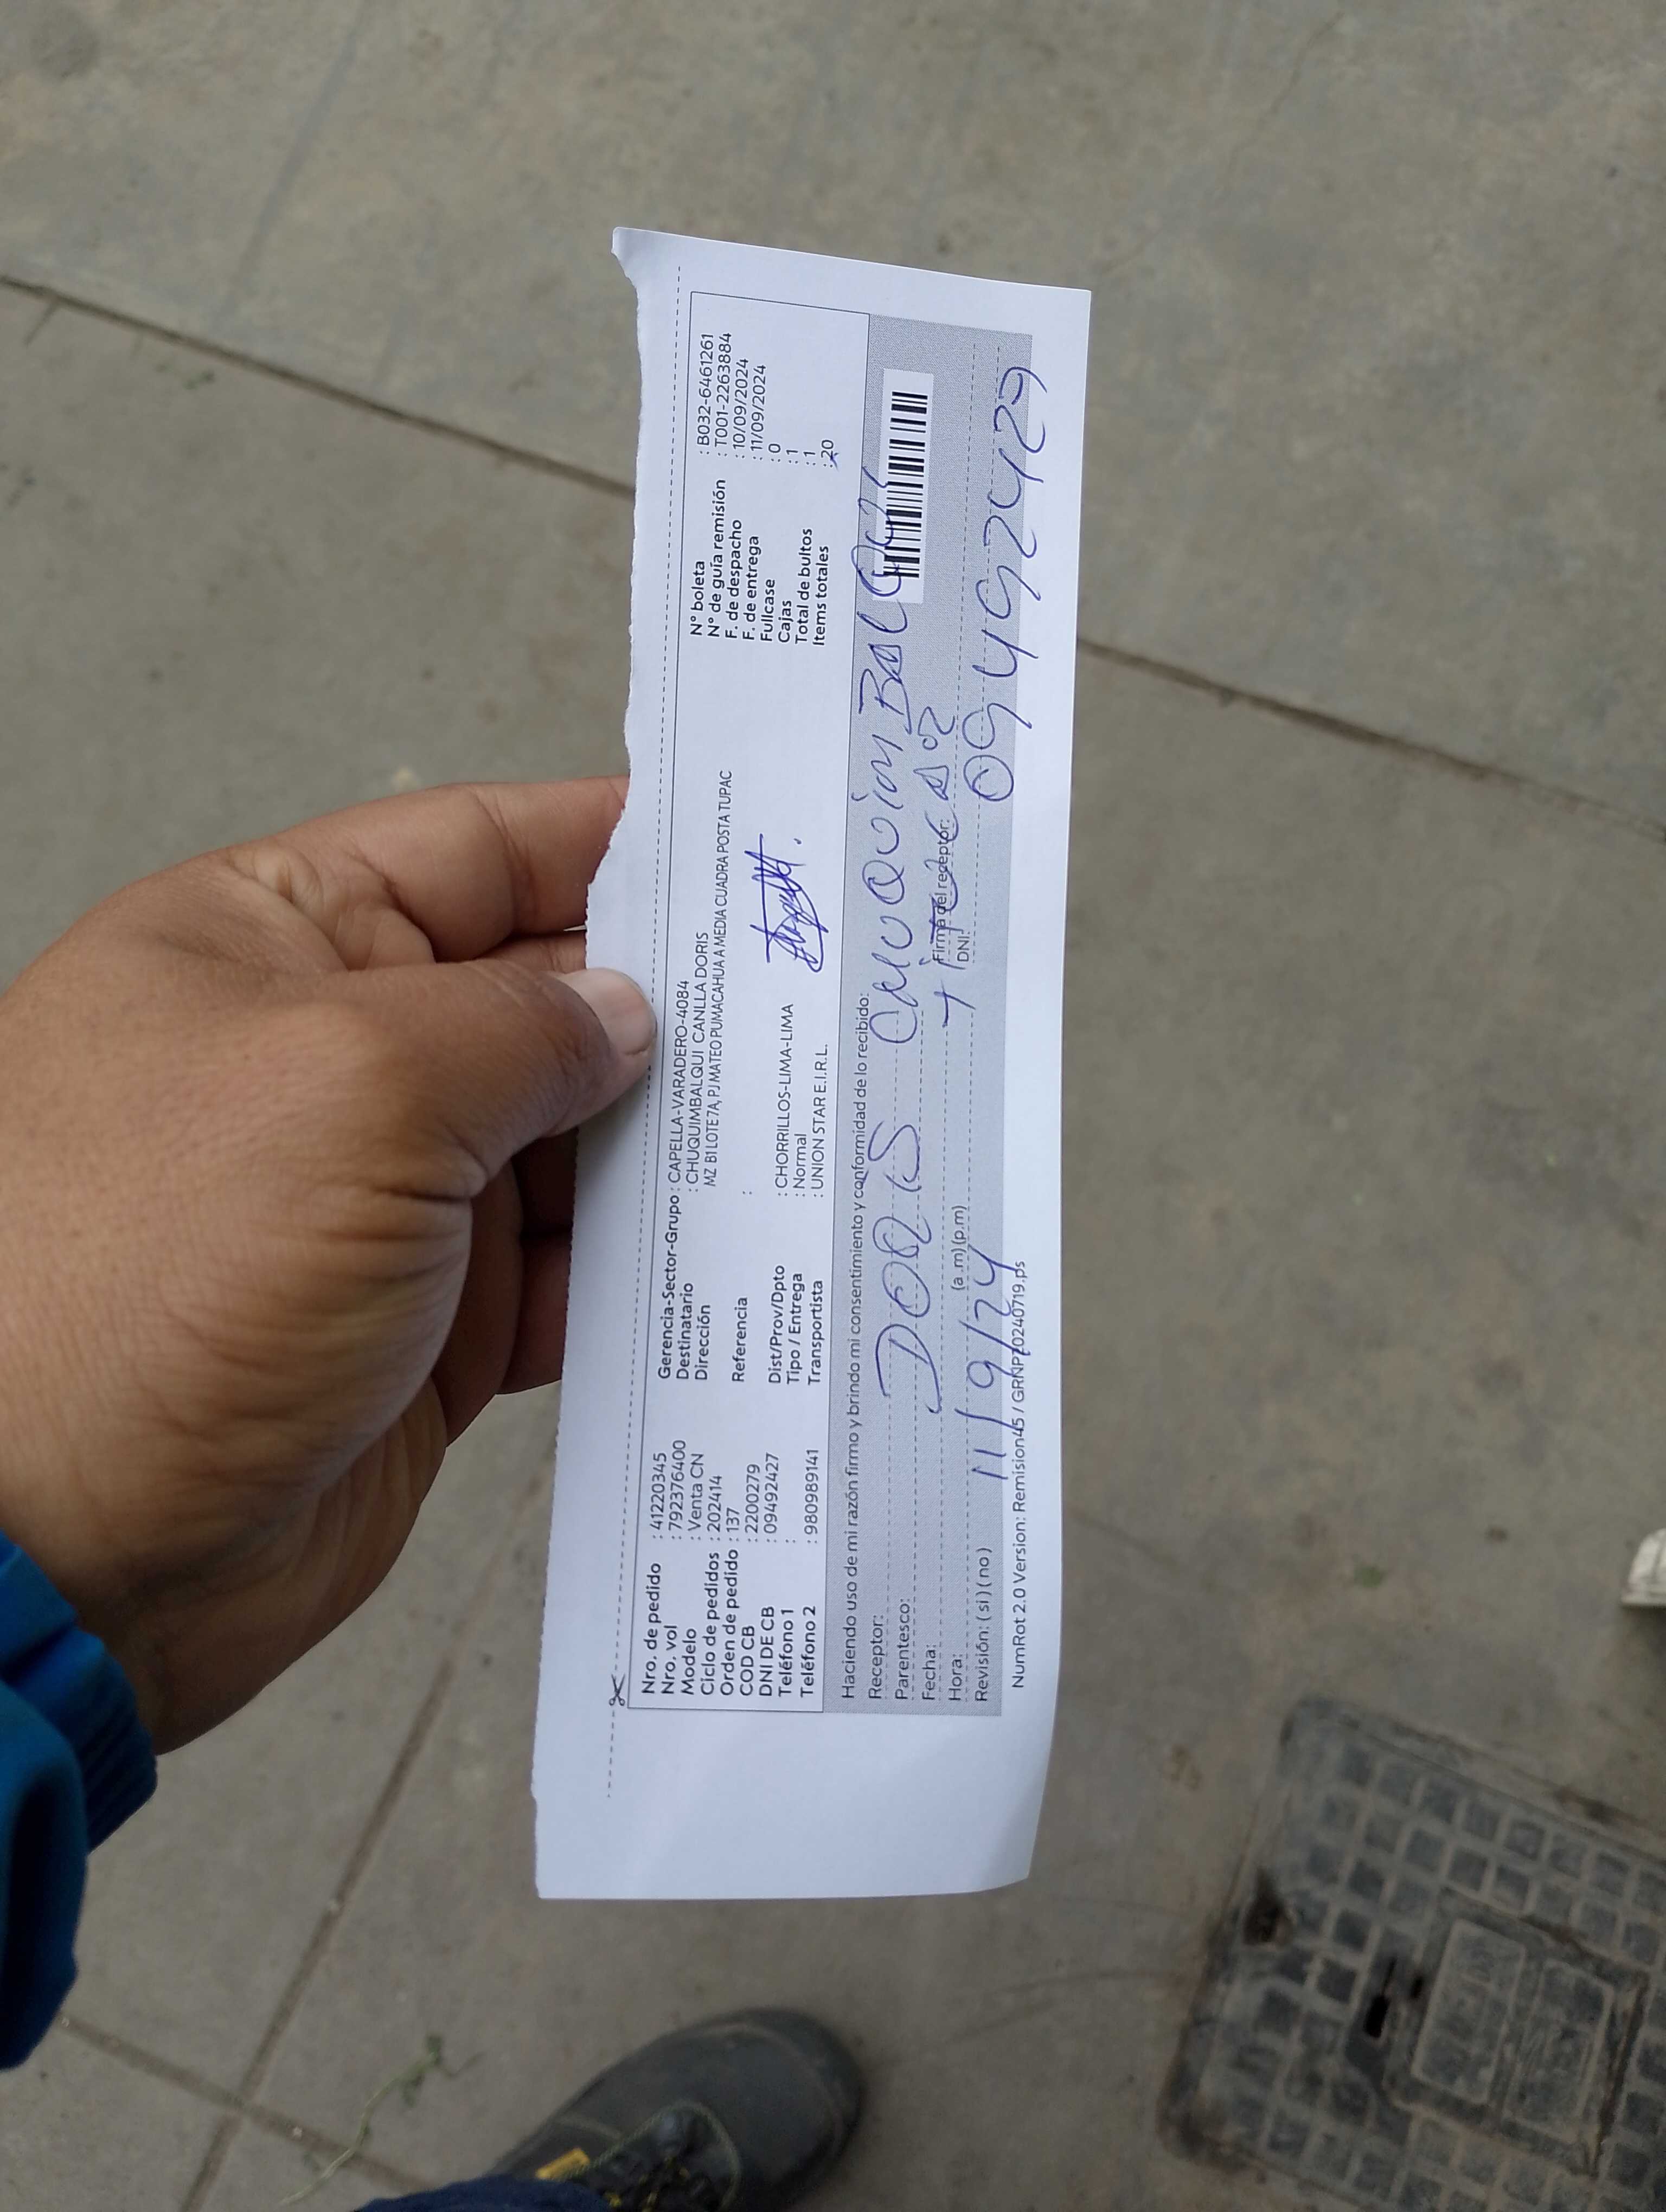 Nro. de pedido : 41220345
Nro. vol : 792376400
Modelo : Venta CN
Ciclo de pedidos : 202414
Orden de pedido : 137
COD CB : 2200279
DNI DE CB : 09492427
Teléfono 1 :
Teléfono 2 : 980989141
Gerencia-Sector-Grupo : CAPELLA-VARADERO-4084
Destinatario : CHUQUIMBALQUI CANLLA DORIS
Dirección MZ B1 LOTE 7A, PJ MATEO PUMACAHUA A MEDIA CUADRA POSTA TUPAC
Referencia :
Dist/Prov/Dpto : CHORRILLOS-LIMA-LIMA
Tipo / Entrega : Normal
Transportista : UNION STAR E.I.R.L.
N° boleta : B032-6461261
N° de guía remisión : T001-2263884
F. de despacho : 10/09/2024
F. de entrega : 11/09/2024
Fullcase : 0
Cajas : 1
Total de bultos : 1
Items totales : 20
Haciendo uso de mi razón firmo y brindo mi consentimiento y conformidad de lo recibido:
Receptor: DORIS
Parentesco:
Fecha: 11/9/24
Firma del receptor:
Hora: (a .m) (p.m)
DNI:
Revisión: ( si ) ( no )
NumRot 2.0 Version: Remision45 / GRNPZ20240719.ps